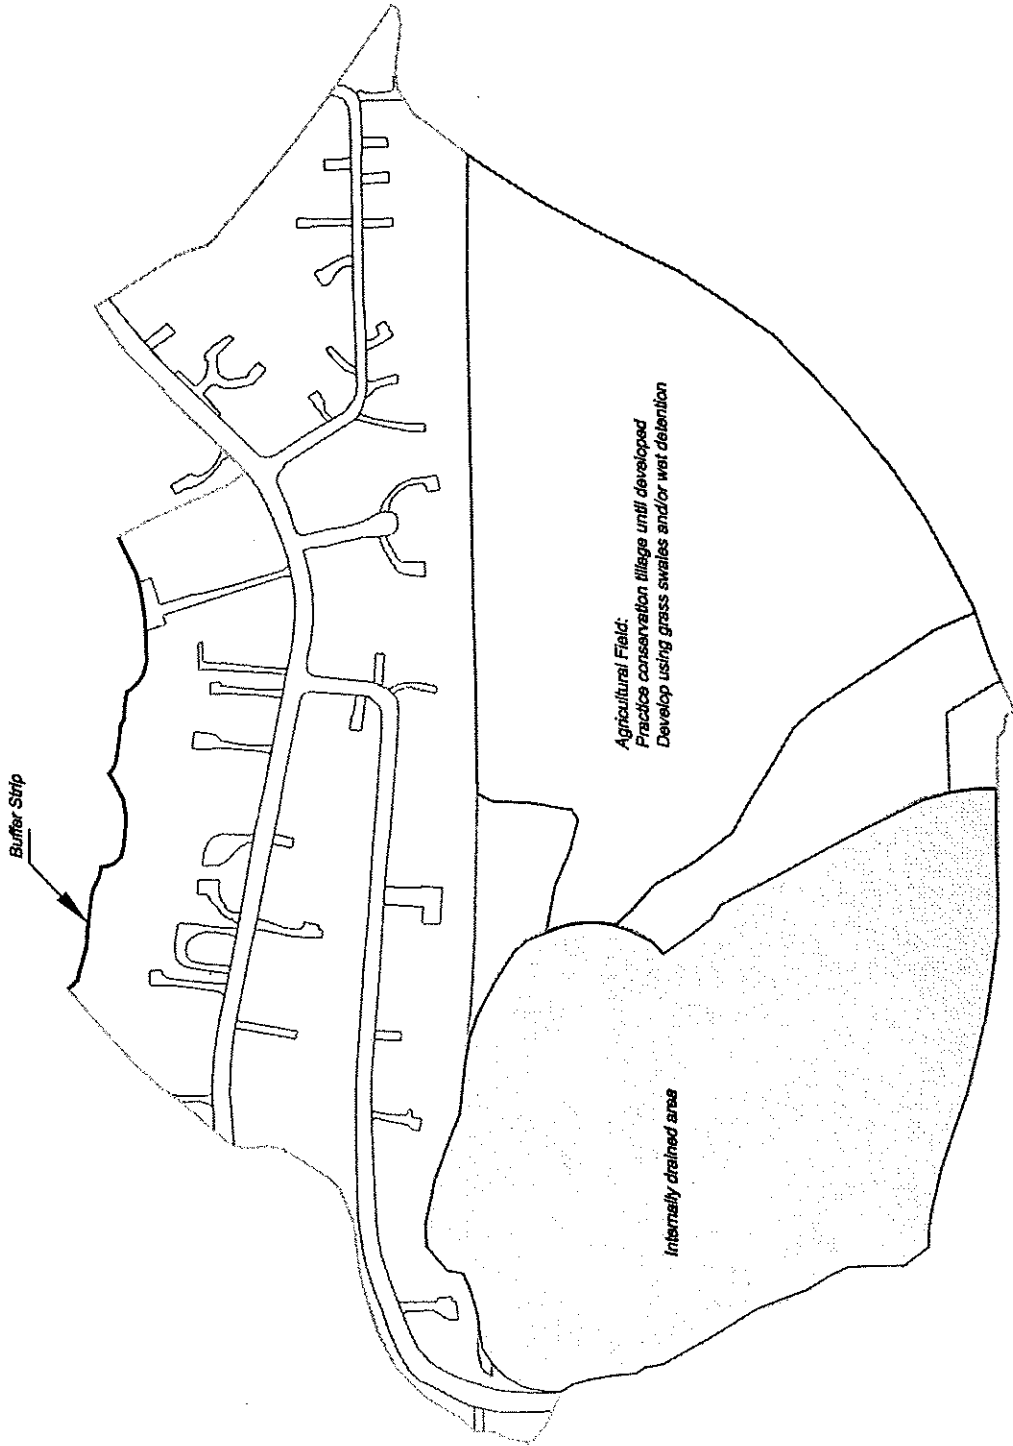 Buffer Strip
Agricultural Field:
Practice conservation tillage until developed
Develop using grass swales and/or wet detention
Internally drained area